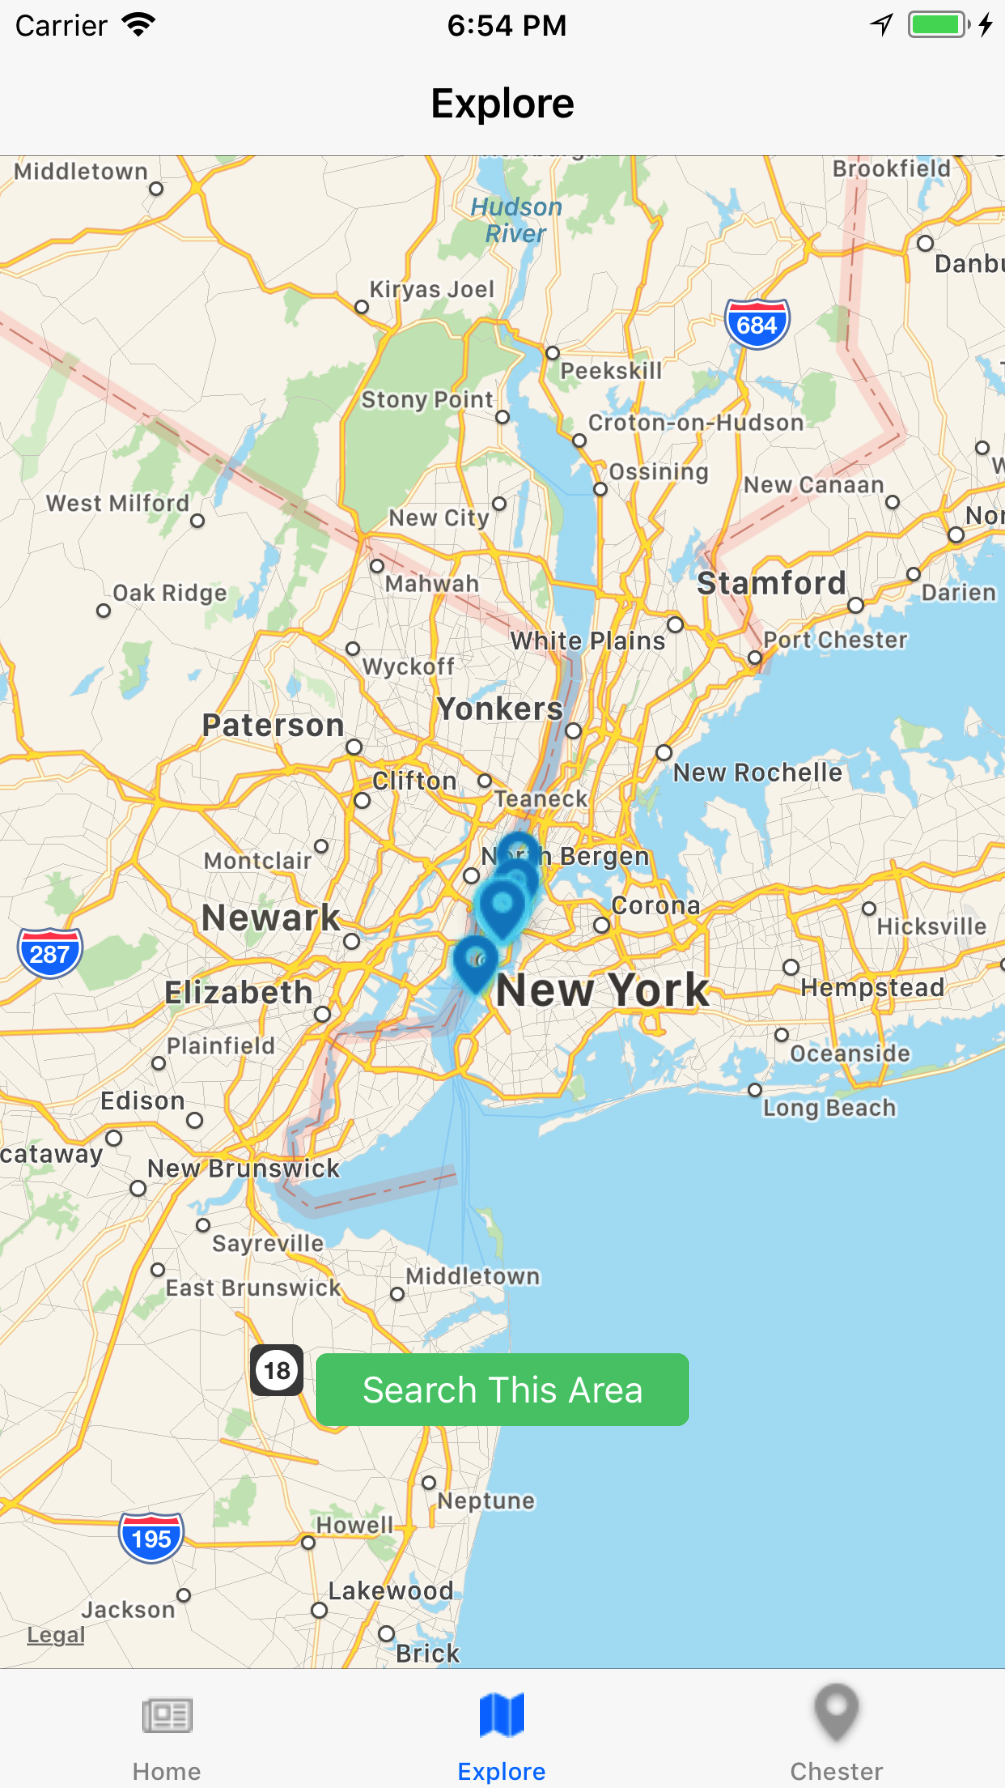 Carrier
6:54 PM
Explore
Middletown
Brookfield
Hudson
River
Kiryas Joel
684
Peekskill
Stony Point
Croton-on-Hudson
Ossining
New Canaan
West Milford
New City
Mahwah
Stamford
Oak Ridge
Darien
White Plains
Port Chester
Wyckoff
Yonkers
Paterson
New Rochelle
Clifton
Teaneck
Montclair
North Bergen
Corona
Newark
Hicksville
287
Elizabeth
New York
Hempstead
Plainfield
Oceanside
Edison
Long Beach
cataway
New Brunswick
Sayreville
East Brunswick
Middletown
18
Search This Area
Neptune
Howell
195
Lakewood
Jackson
Legal
Brick
Home
Explore
Chester